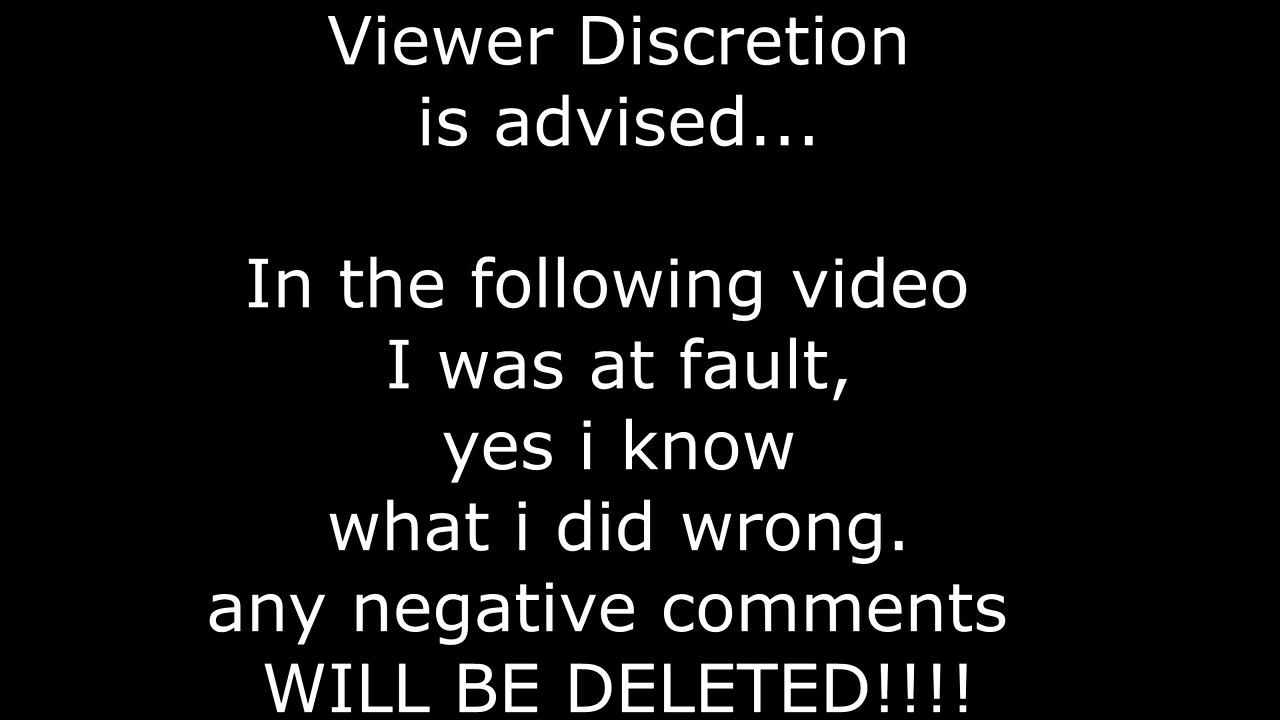 Viewer Discretion
is advised...
In the following video
I was at fault,
yes i know
what i did wrong.
any negative comments
WILL BE DELETED!!!!